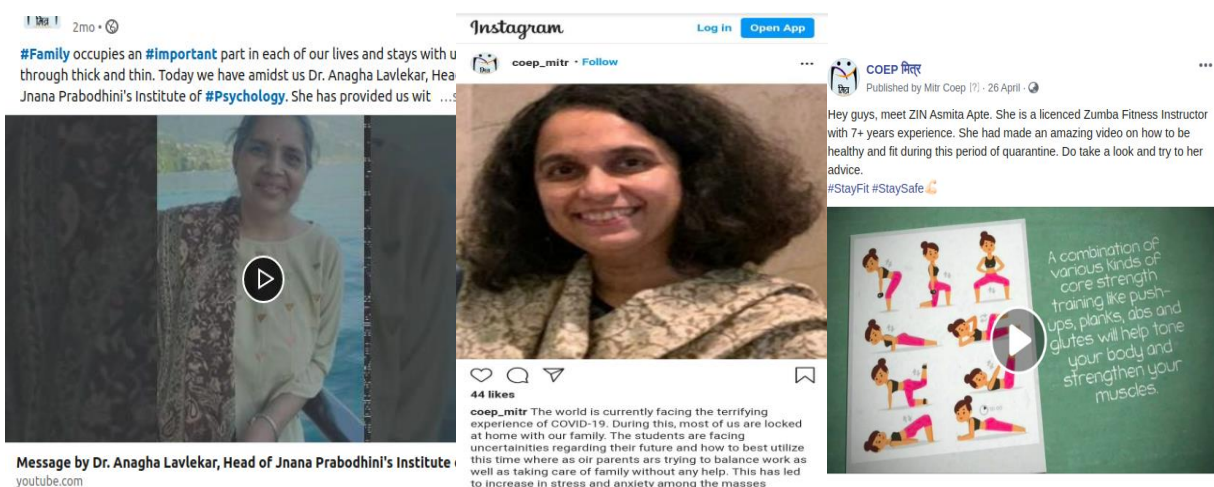 मित्र
2mo •
#Family occupies an #important part in each of our lives and stays with u
through thick and thin. Today we have amidst us Dr. Anagha Lavlekar, Hea
Jnana Prabodhini's Institute of #Psychology. She has provided us wit ...s
Message by Dr. Anagha Lavlekar, Head of Jnana Prabodhini's Institute
youtube.com
Instagram
Log in
Open App
मित्र
coep_mitr • Follow
44 likes
coep_mitr The world is currently facing the terrifying
experience of COVID-19. During this, most of us are locked
at home with our family. The students are facing
uncertainities regarding their future and how to best utilize
this time where as oir parents are trying to balance work as
well as taking care of family without any help. This has led
to increase in stress and anxiety among the masses
मित्र
COEP मित्र
Published by Mitr Coep [?] · 26 April ·
Hey guys, meet ZIN Asmita Apte. She is a licenced Zumba Fitness Instructor
with 7+ years experience. She had made an amazing video on how to be
healthy and fit during this period of quarantine. Do take a look and try to her
advice.
#StayFit #StaySafe💪🏻
A combination of
various kinds of
core strength
training like push-
ups, planks, abs and
glutes will help tone
your body and
strengthen your
muscles.